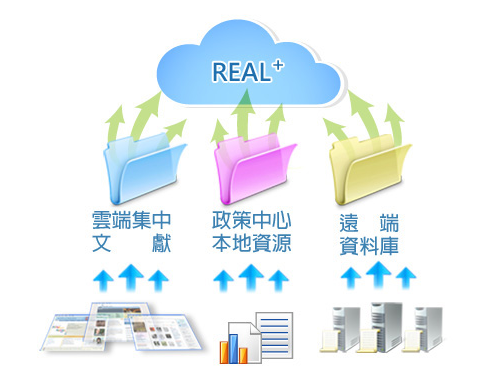 REAL+
雲端集中
文獻
政策中心
本地資源
遠端
資料庫